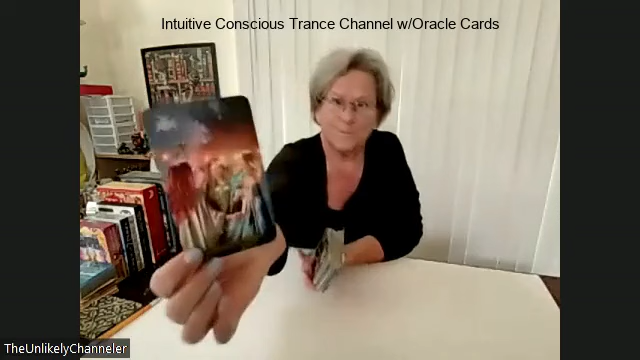 Intuitive Conscious Trance Channel w/Oracle Cards
TheUnlikelyChanneler